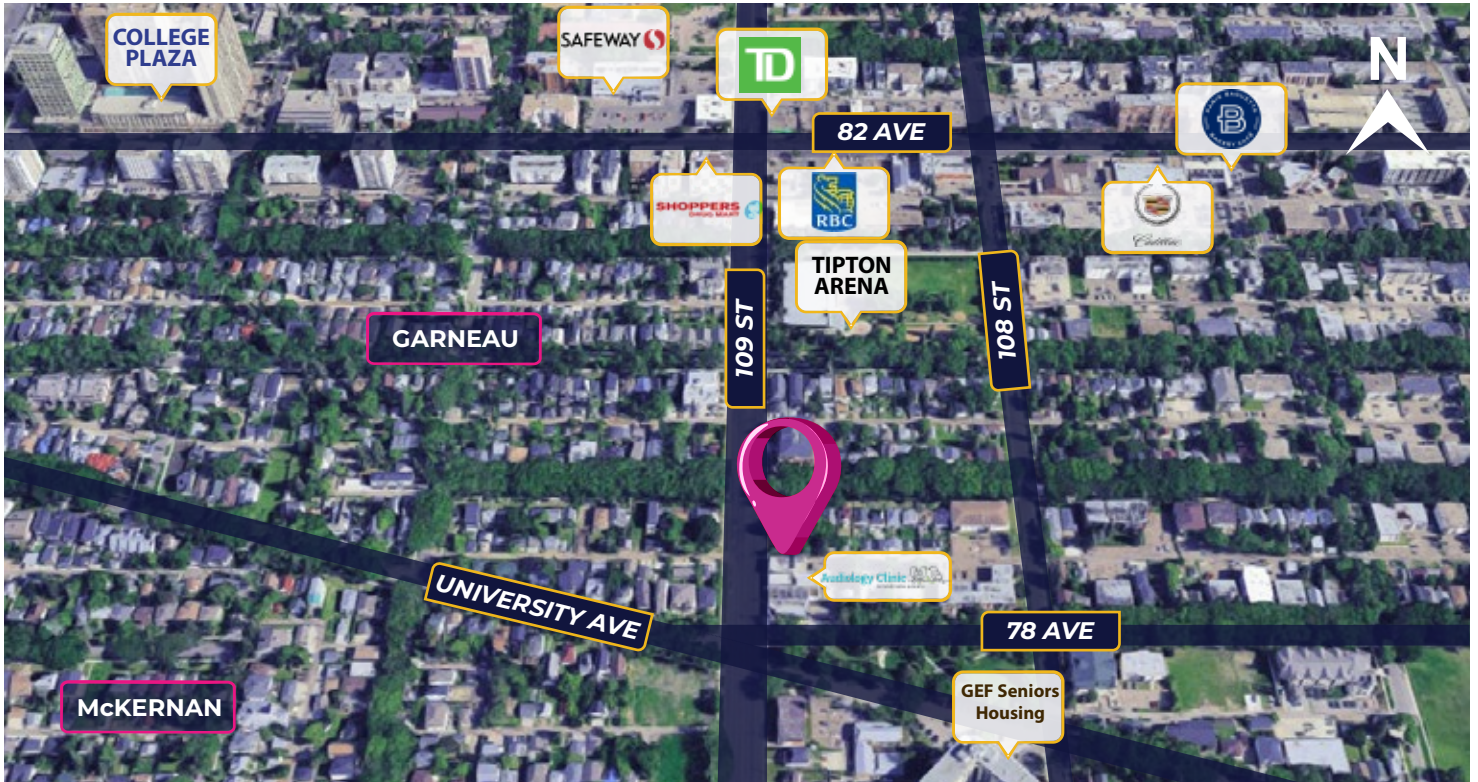 COLLEGE
PLAZA
SAFEWAY
TD
N
82 AVE
B
SHOPPERS
DRUG MART
RBC
Cadillac
TIPTON
ARENA
109 ST
108 ST
GARNEAU
Audiology Clinic
UNIVERSITY AVE
78 AVE
McKERNAN
GEF Seniors
Housing